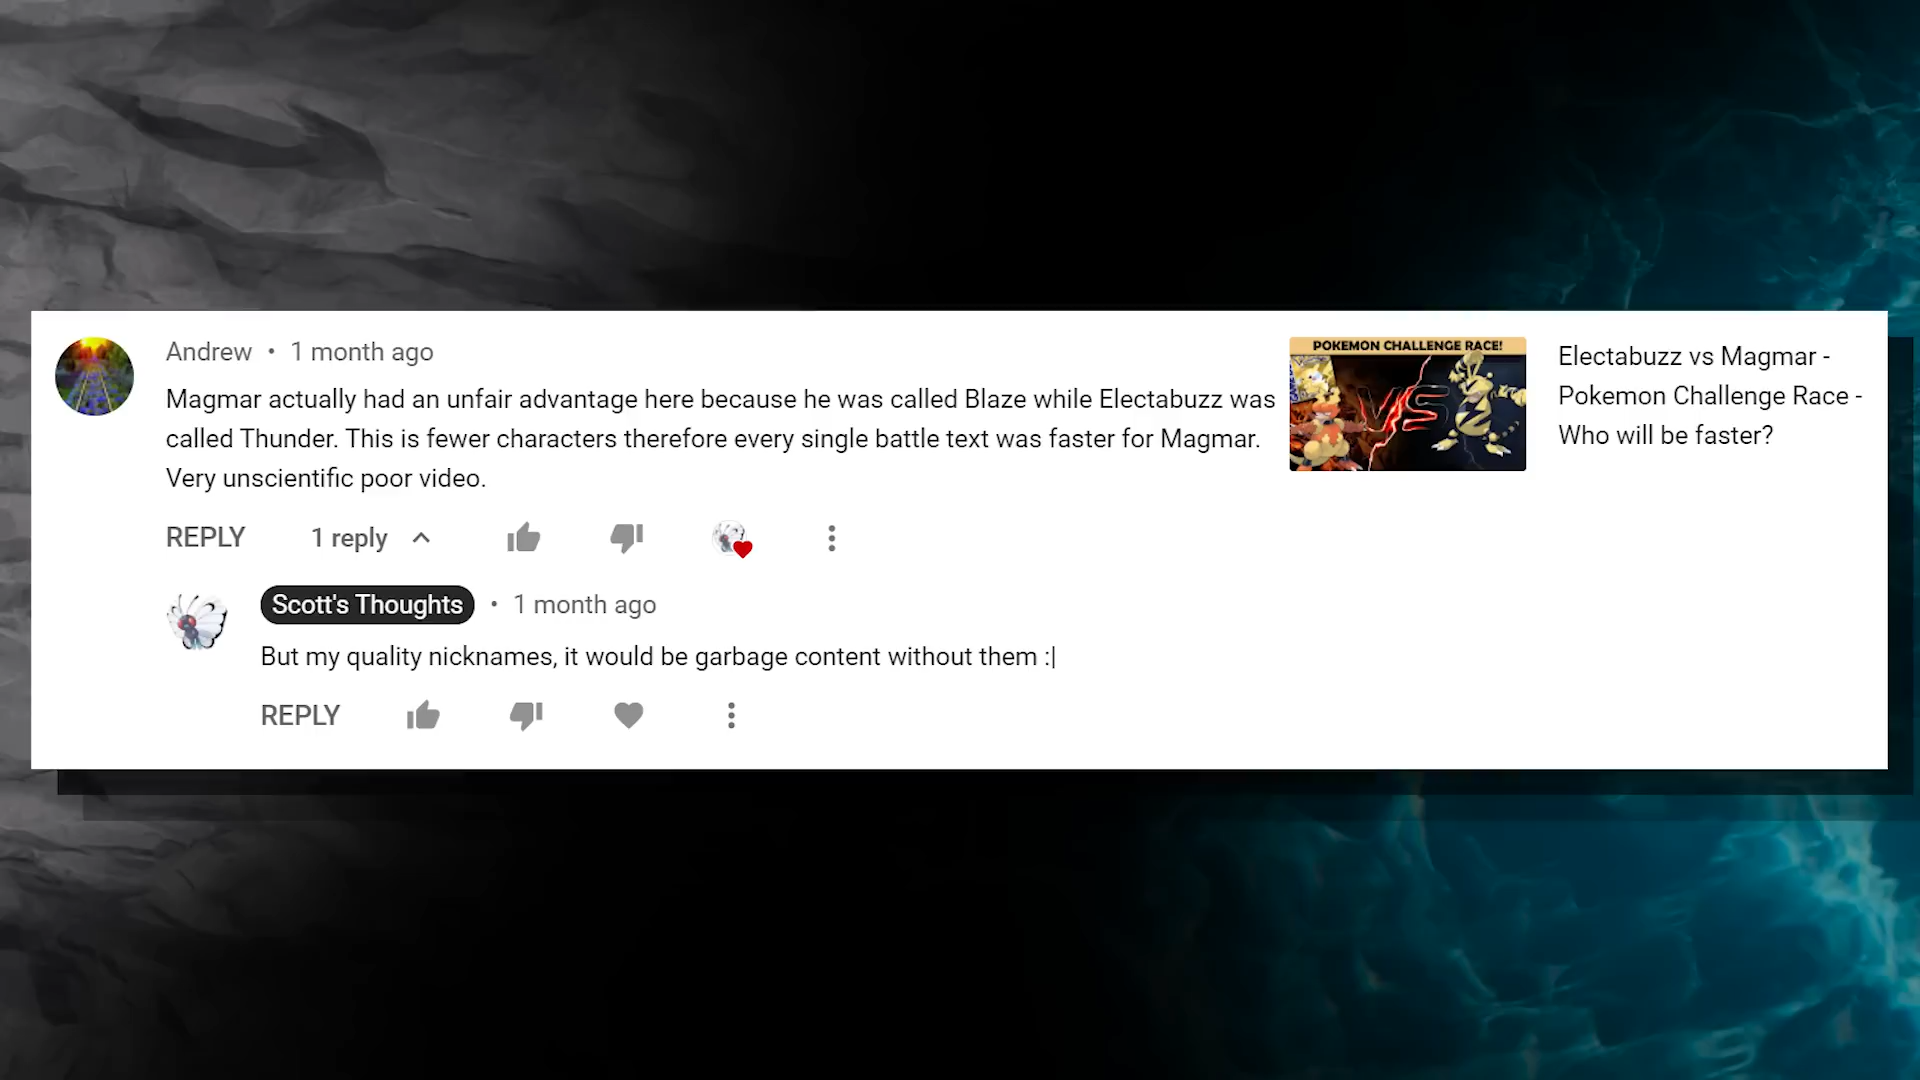 Andrew • 1 month ago
Magmar actually had an unfair advantage here because he was called Blaze while Electabuzz was
called Thunder. This is fewer characters therefore every single battle text was faster for Magmar.
Very unscientific poor video.
REPLY 1 reply
Scott's Thoughts • 1 month ago
But my quality nicknames, it would be garbage content without them :|
REPLY
POKEMON CHALLENGE RACE!
VS
Electabuzz vs Magmar -
Pokemon Challenge Race -
Who will be faster?